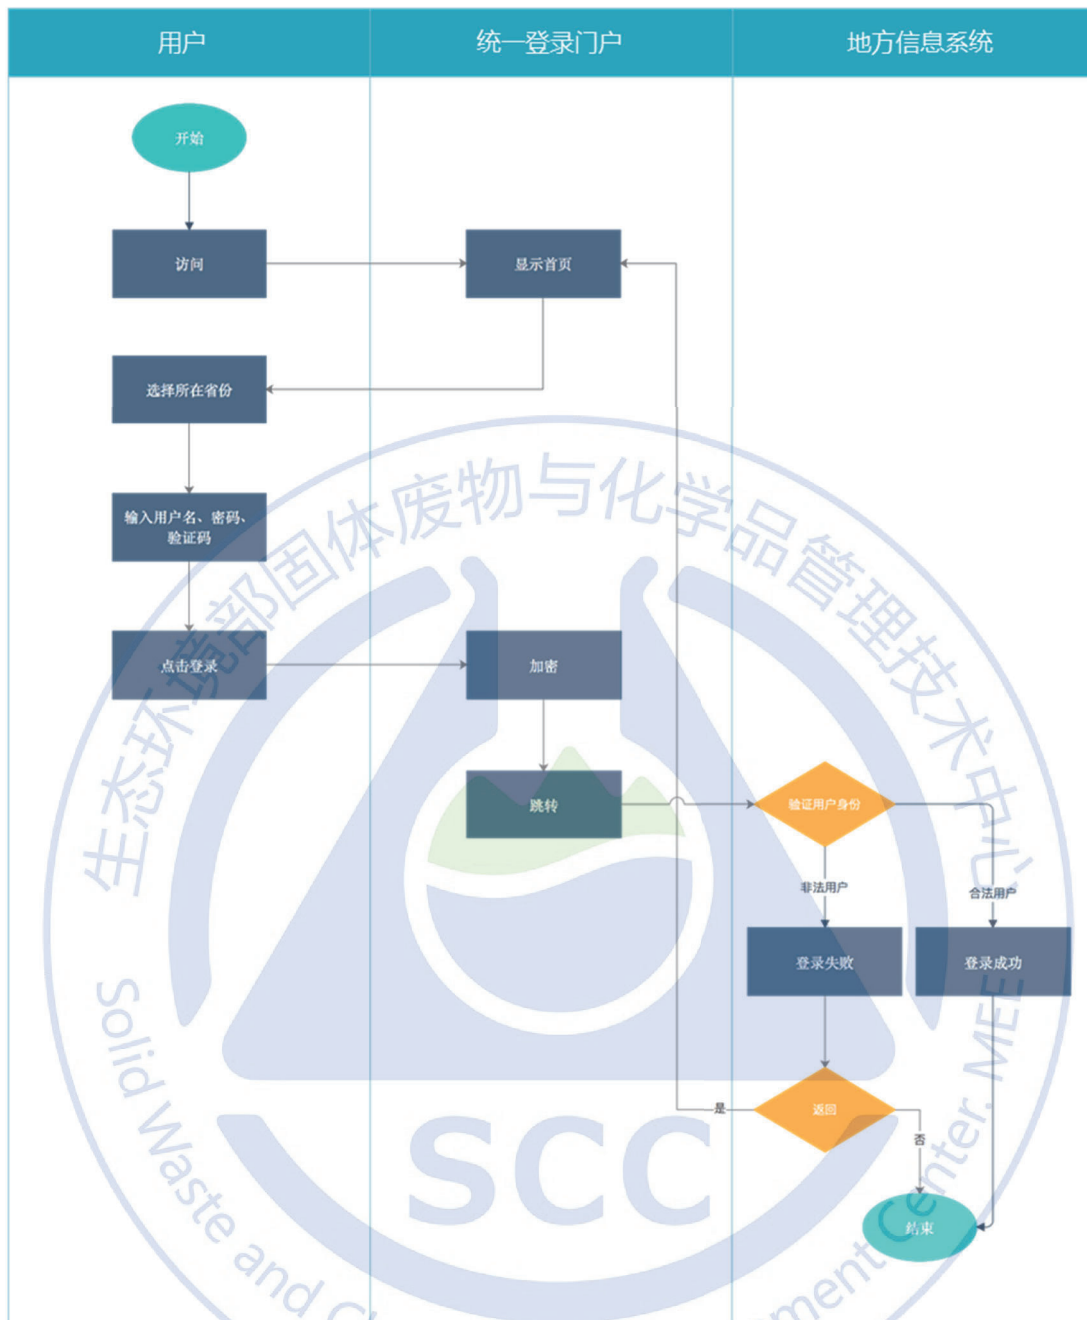 用户
统一登录门户
地方信息系统
开始
访问
显示首页
选择所在省份
输入用户名、密码、
验证码
点击登录
加密
跳转
验证用户身份
非法用户
合法用户
登录失败
登录成功
返回
是
否
结束
生态环境部固体废物与化学品管理技术中心
SCC
Solid Waste and Ch
ment Center. MEE